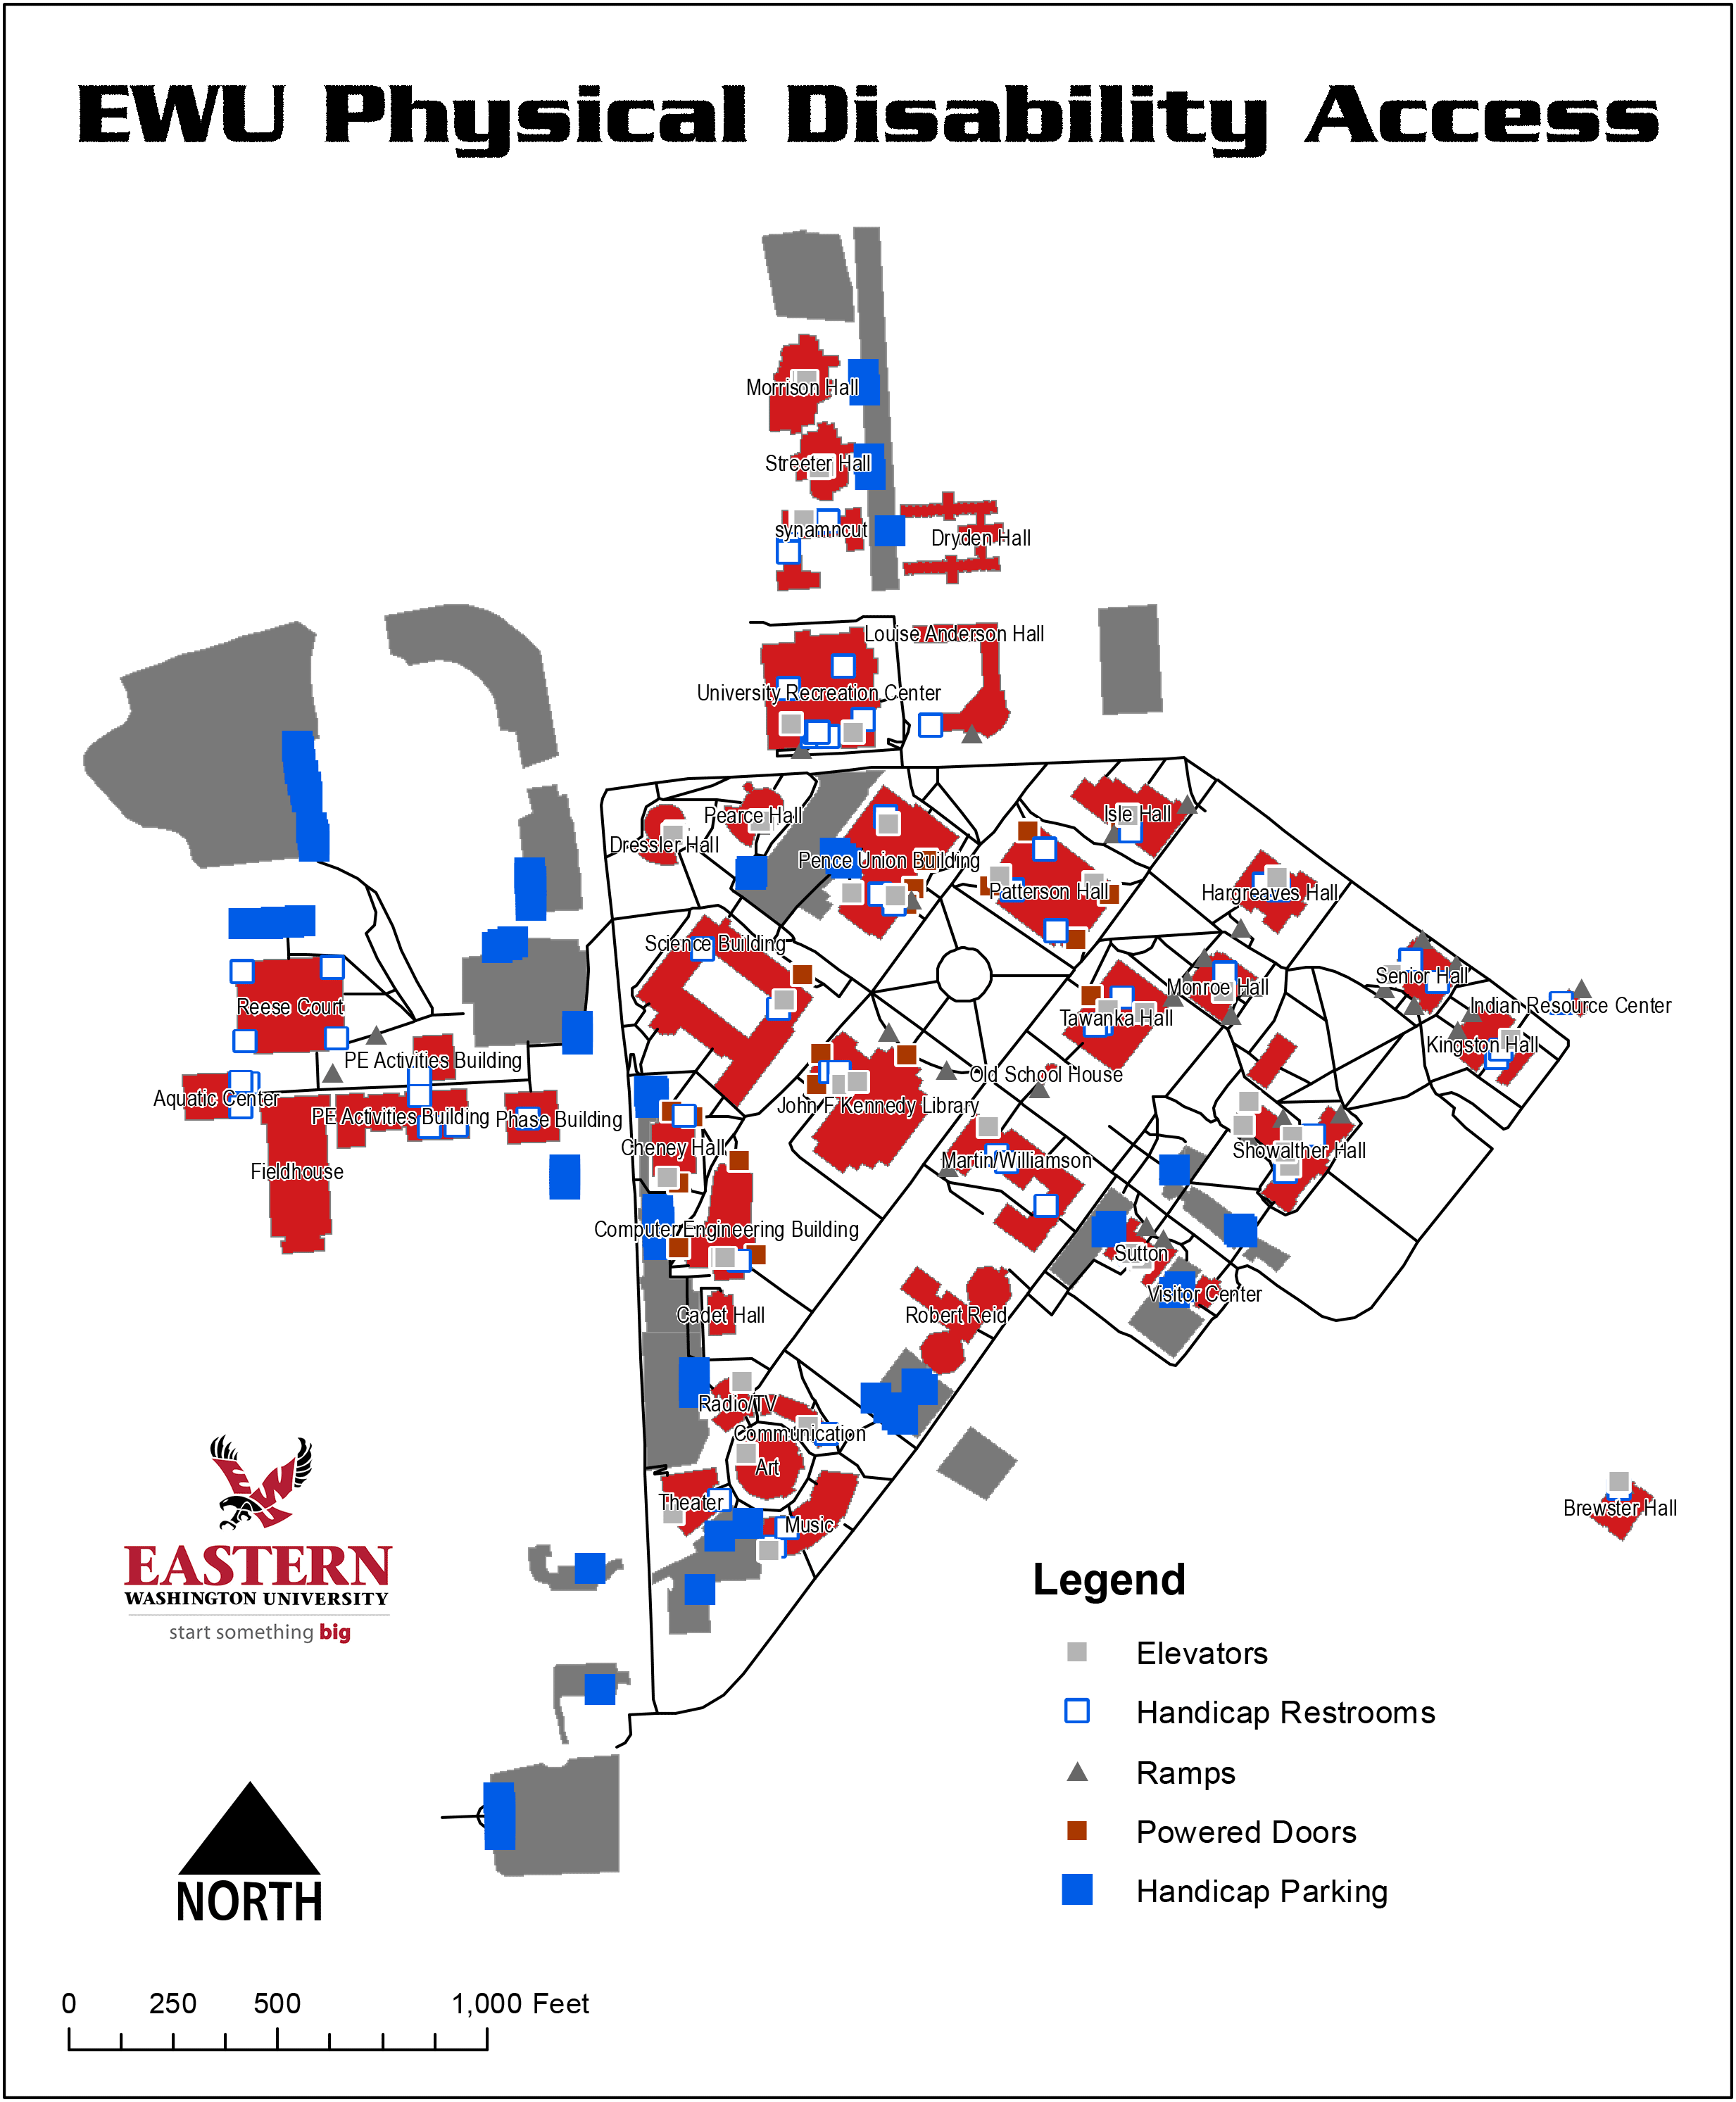 EWU Physical Disability Access
Morrison Hall
Streeter Hall
synamncut
Dryden Hall
Louise Anderson Hall
University Recreation Center
Pearce Hall
Isle Hall
Dressler Hall
Pence Union Building
Patterson Hall
Hargreaves Hall
Science Building
Senior Hall
Monroe Hall
Reese Court
Indian Resource Center
Tawanka Hall
Kingston Hall
PE Activities Building
Old School House
Aquatic Center
John F Kennedy Library
PE Activities Building
Phase Building
Cheney Hall
Showalther Hall
Martin/Williamson
Fieldhouse
Computer Engineering Building
Sutton
Visitor Center
Cadet Hall
Robert Reid
Radio/TV
Communication
Art
Theater
Brewster Hall
Music
EW
EASTERN
WASHINGTON UNIVERSITY
start something big
Legend
Elevators
Handicap Restrooms
Ramps
Powered Doors
Handicap Parking
NORTH
0 250 500 1,000 Feet